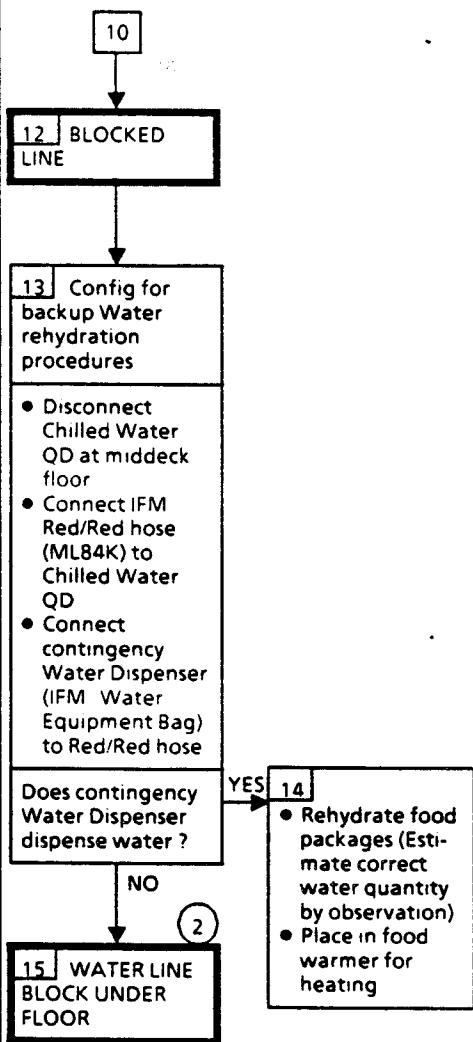 10
12 BLOCKED
LINE
13 Config for
backup Water
rehydration
procedures
• Disconnect
Chilled Water
QD at middeck
floor
• Connect IFM
Red/Red hose
(ML84K) to
Chilled Water
QD
• Connect
contingency
Water Dispenser
(IFM Water
Equipment Bag)
to Red/Red hose
Does contingency
Water Dispenser
dispense water ?
YES
14
• Rehydrate food
packages (Esti-
mate correct
water quantity
by observation)
• Place in food
warmer for
heating
NO
2
15 WATER LINE
BLOCK UNDER
FLOOR